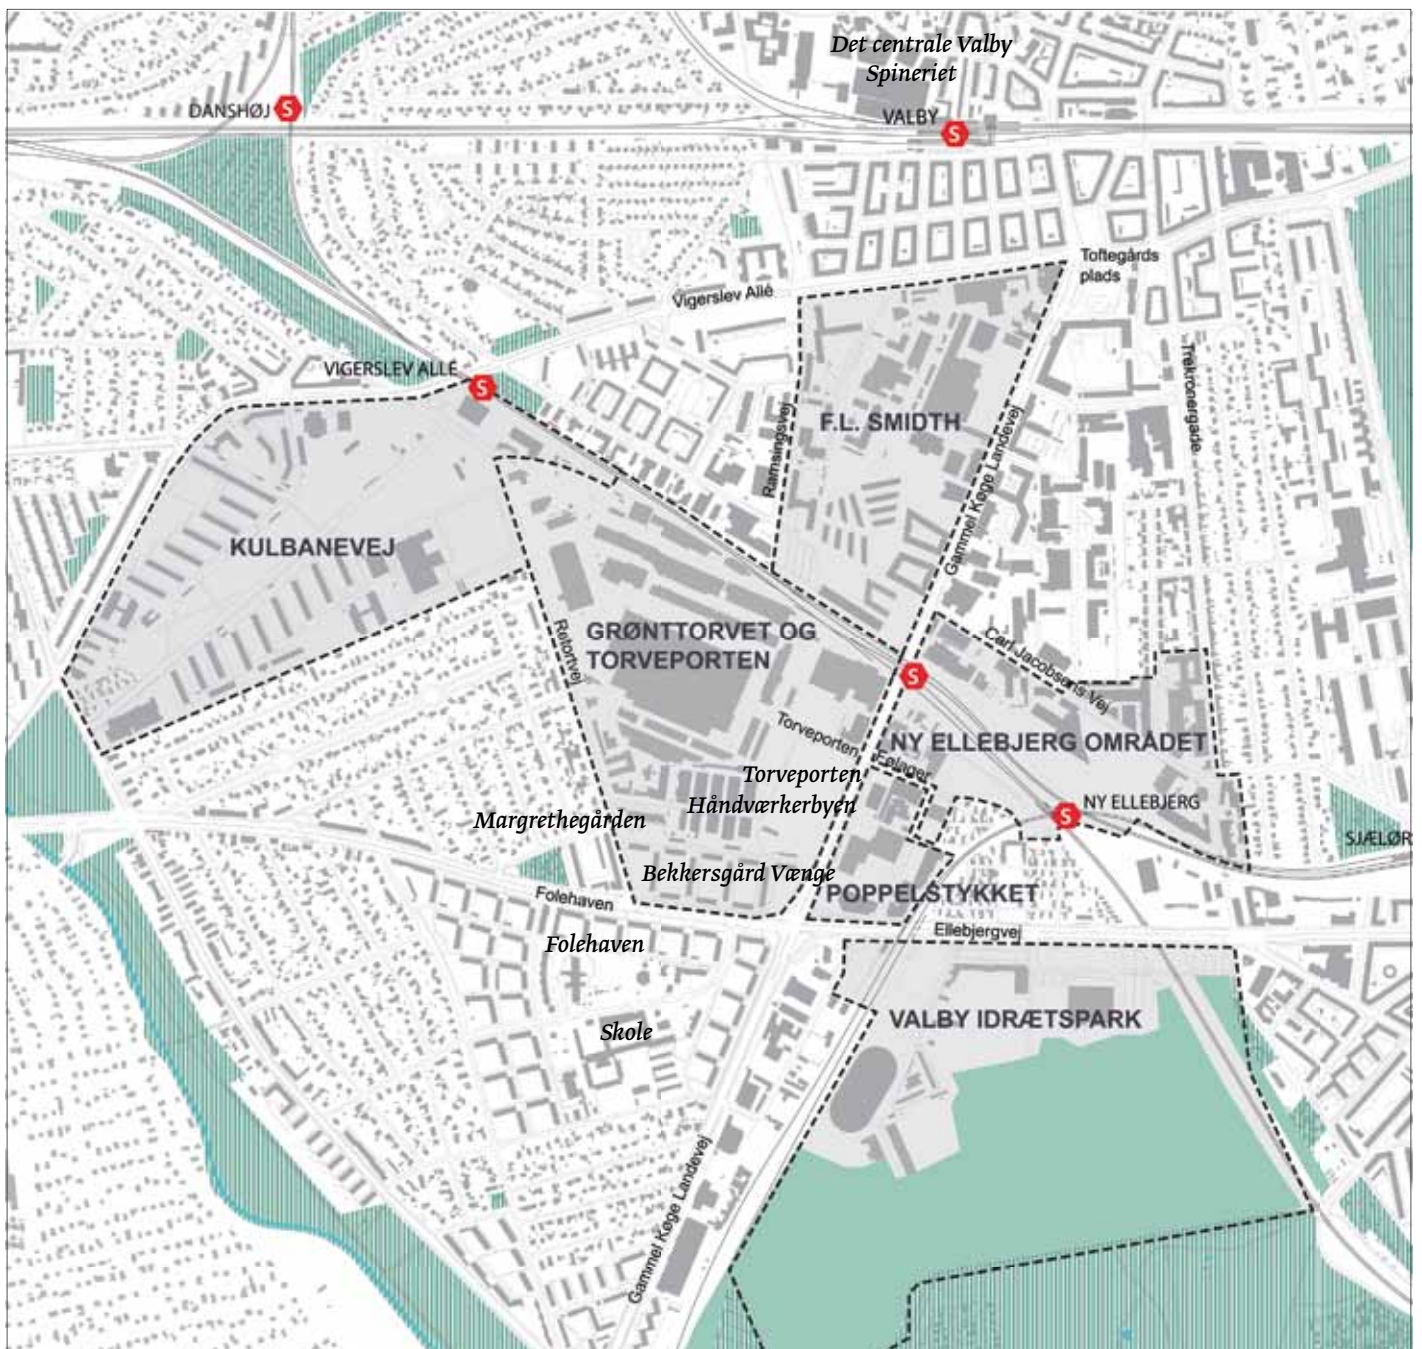 Det centrale Valby
Spineriet
DANSHØJ S
VALBY
S
Toftegårds
plads
Vigerslev Allé
VIGERSLEV ALLÉ
S
Trekronergade
F.L. SMIDTH
Ramsingsvej
Gammel Køge Landevej
KULBANEVEJ
Retortvej
GRØNTTORVET OG
TORVEPORTEN
Carl Jacobsens Vej
S
Torveporten
NY ELLEBJERG OMRÅDET
Følager
Torveporten
Håndværkerbyen
NY ELLEBJERG
S
Margrethegården
SJÆLØR
Bekkersgård Vænge
POPPELSTYKKET
Folehaven
Ellebjergvej
Folehaven
VALBY IDRÆTSPARK
Skole
Gammel Køge Landevej